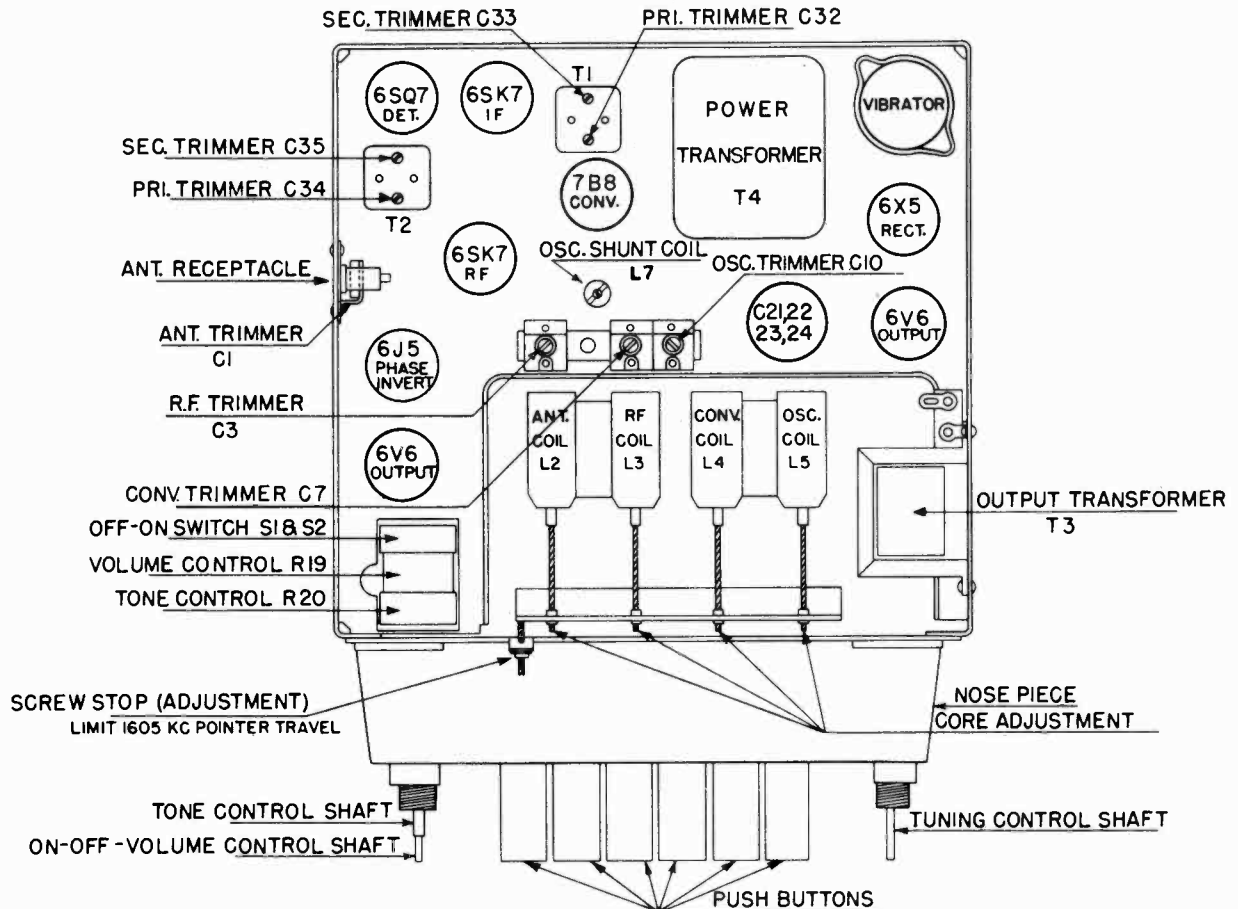 SEC. TRIMMER C33
PRI. TRIMMER C32
T1
6SQ7
DET.
6SK7
IF
POWER
TRANSFORMER
T4
VIBRATOR
SEC. TRIMMER C35
PRI. TRIMMER C34
T2
7B8
CONV.
6X5
RECT.
6SK7
RF
OSC. SHUNT COIL
L7
OSC. TRIMMER C10
ANT. RECEPTACLE
ANT. TRIMMER
C1
6J5
PHASE
INVERT
C21,22
23,24
6V6
OUTPUT
R.F. TRIMMER
C3
6V6
OUTPUT
ANT.
COIL
L2
RF
COIL
L3
CONV.
COIL
L4
OSC.
COIL
L5
CONV. TRIMMER C7
OFF-ON SWITCH S1 & S2
VOLUME CONTROL R19
TONE CONTROL R20
OUTPUT TRANSFORMER
T3
SCREW STOP (ADJUSTMENT)
LIMIT 1605 KC POINTER TRAVEL
NOSE PIECE
CORE ADJUSTMENT
TONE CONTROL SHAFT
ON-OFF-VOLUME CONTROL SHAFT
TUNING CONTROL SHAFT
PUSH BUTTONS